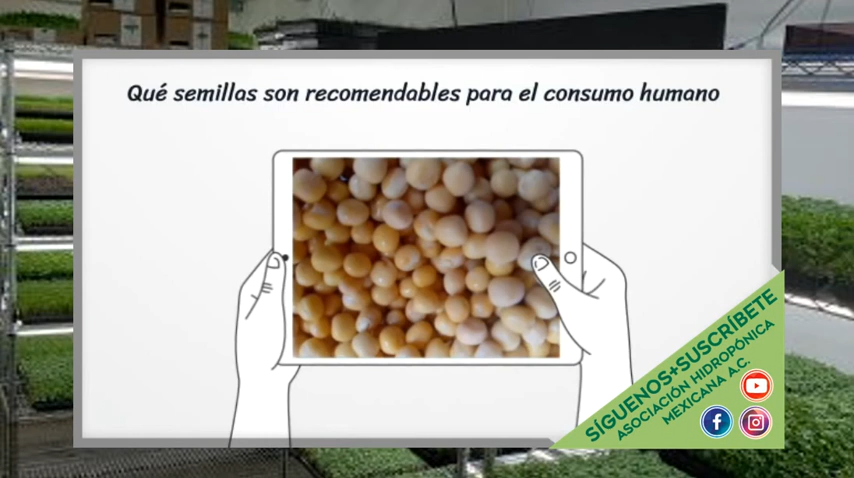 Qué semillas son recomendables para el consumo humano
SÍGUENOS+SUSCRÍBETE
ASOCIACIÓN HIDROPÓNICA
MEXICANA A.C.